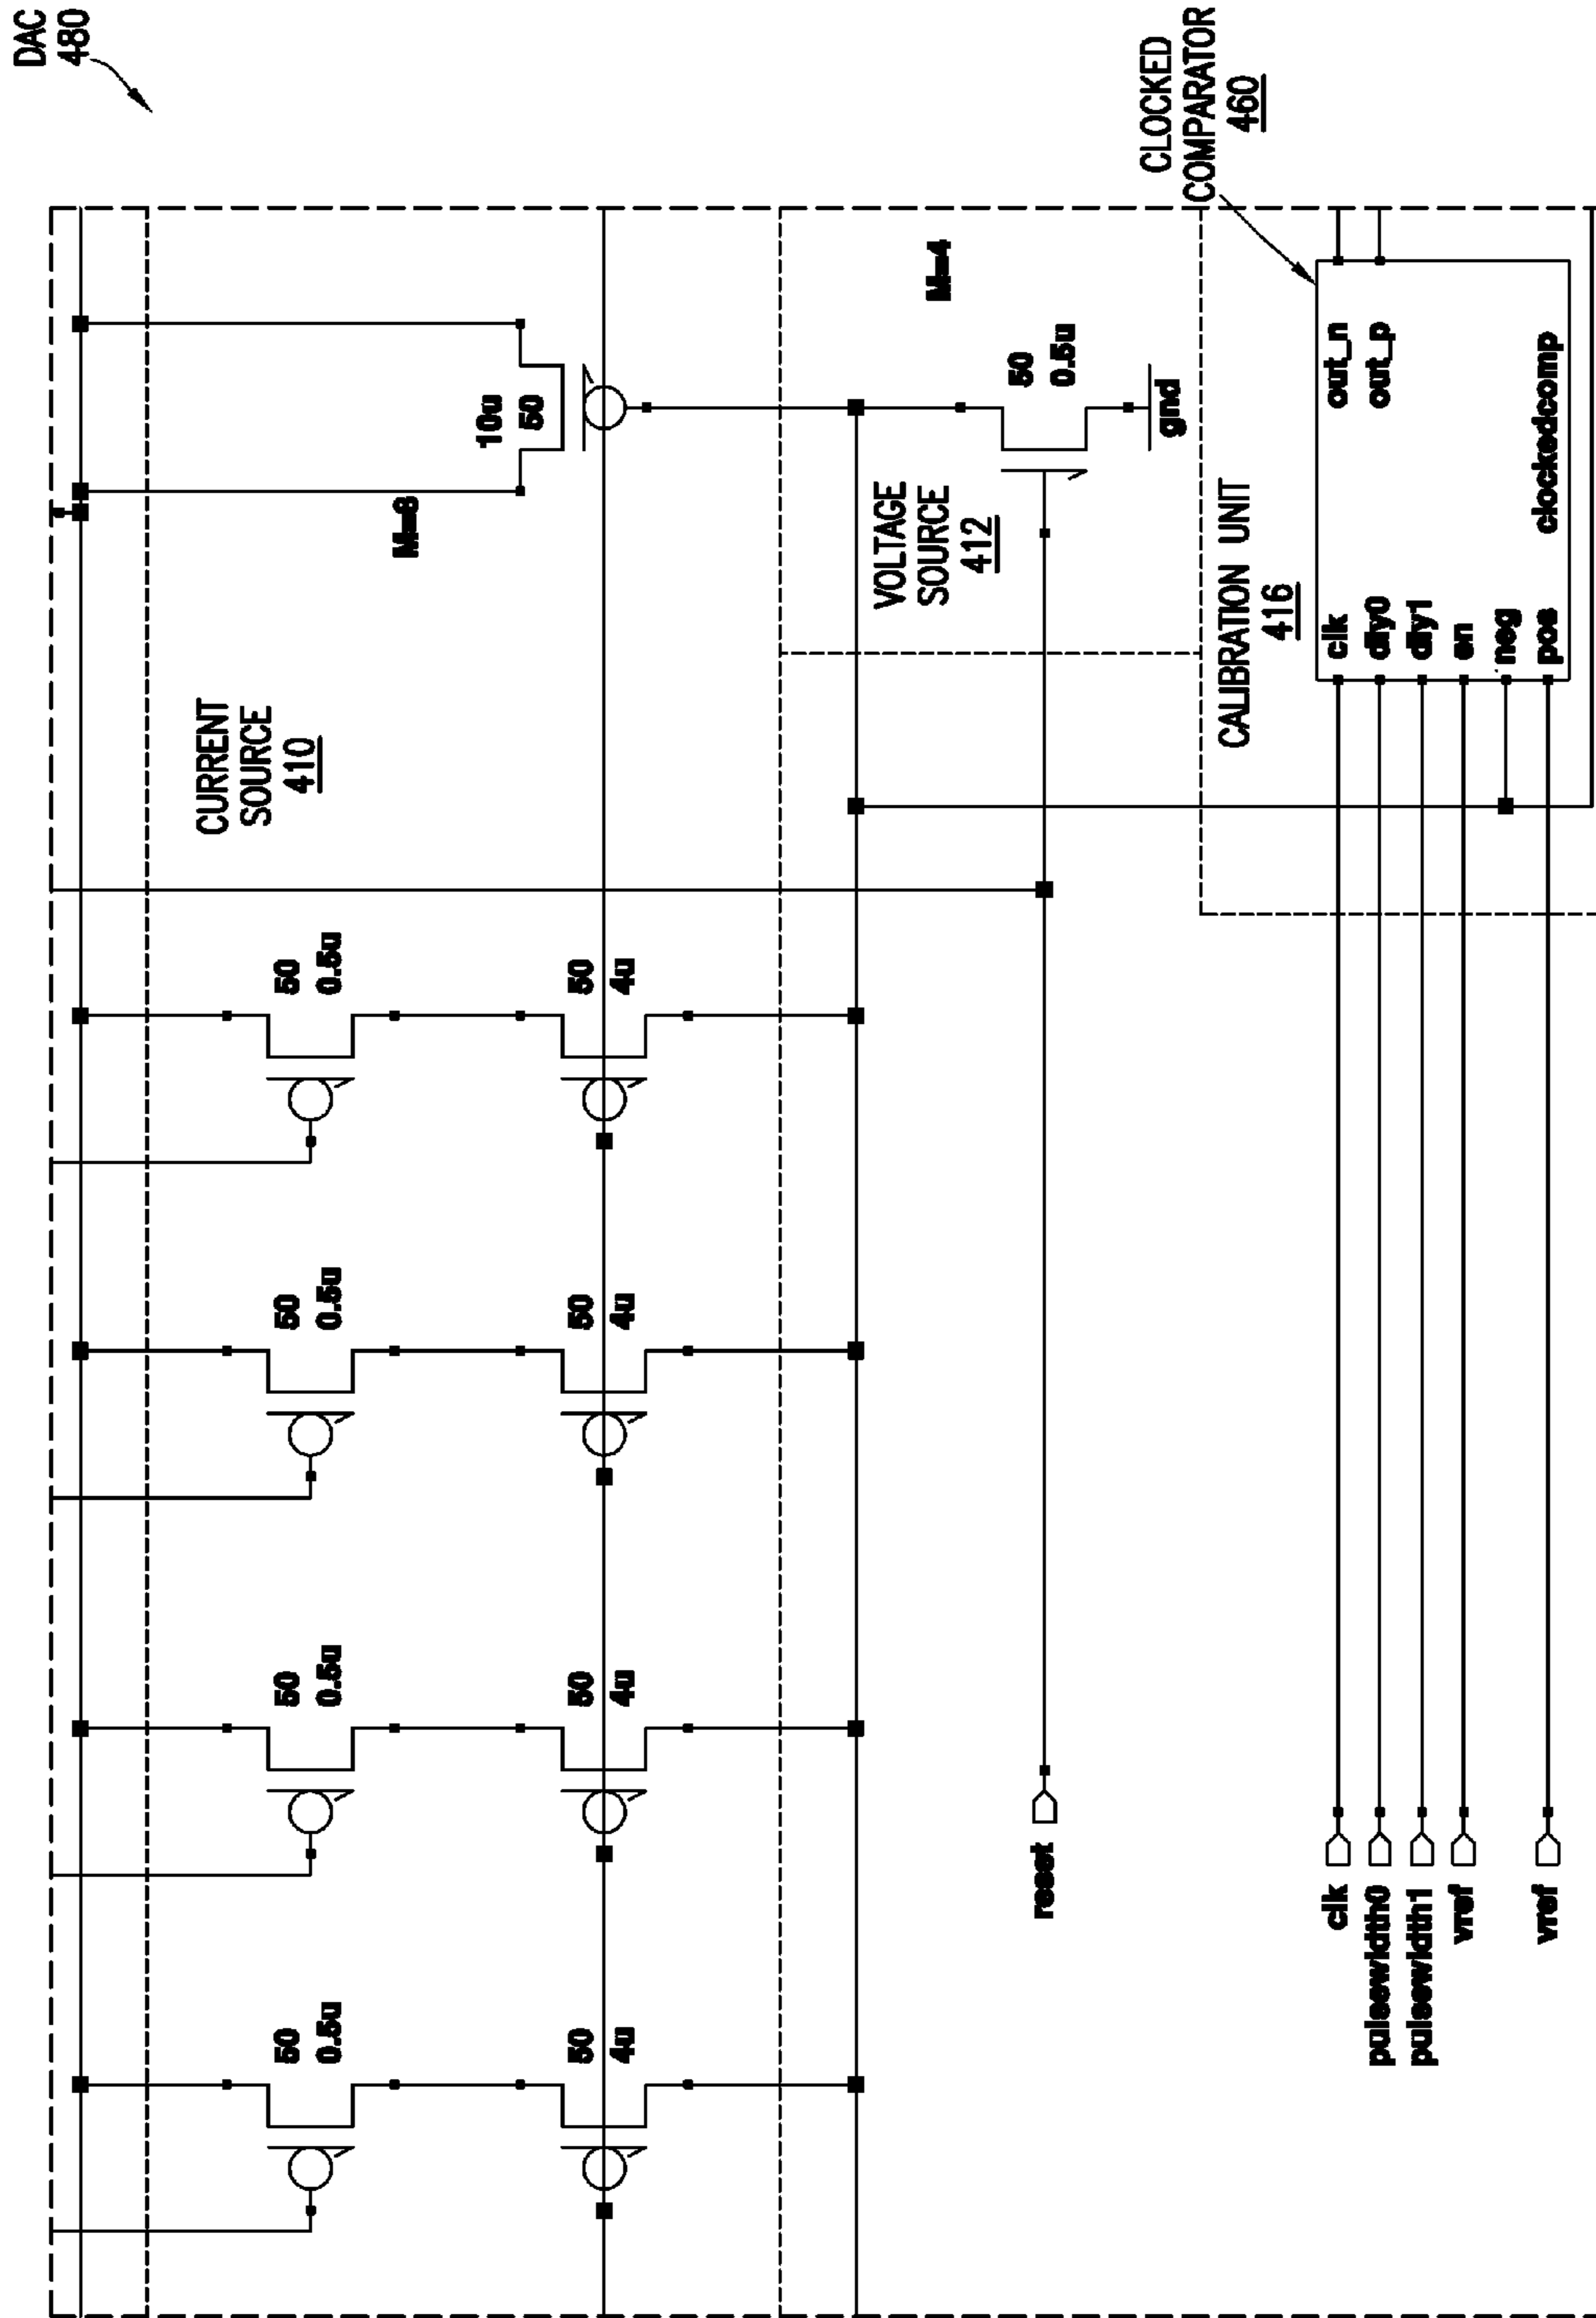 DAC
480
CLOCKED
COMPARATOR
460
CURRENT
SOURCE
410
M=8
10u
50
50
0.5u
50
0.5u
50
0.5u
50
0.5u
50
4u
50
4u
50
4u
50
4u
VOLTAGE
SOURCE
412
M=4
50
0.5u
gnd
reset
CALIBRATION UNIT
416
clk
dly0
dly1
en
neg
pos
out_n
out_p
clockedcomp
clk
pulsewidth0
pulsewidth1
vref
vref